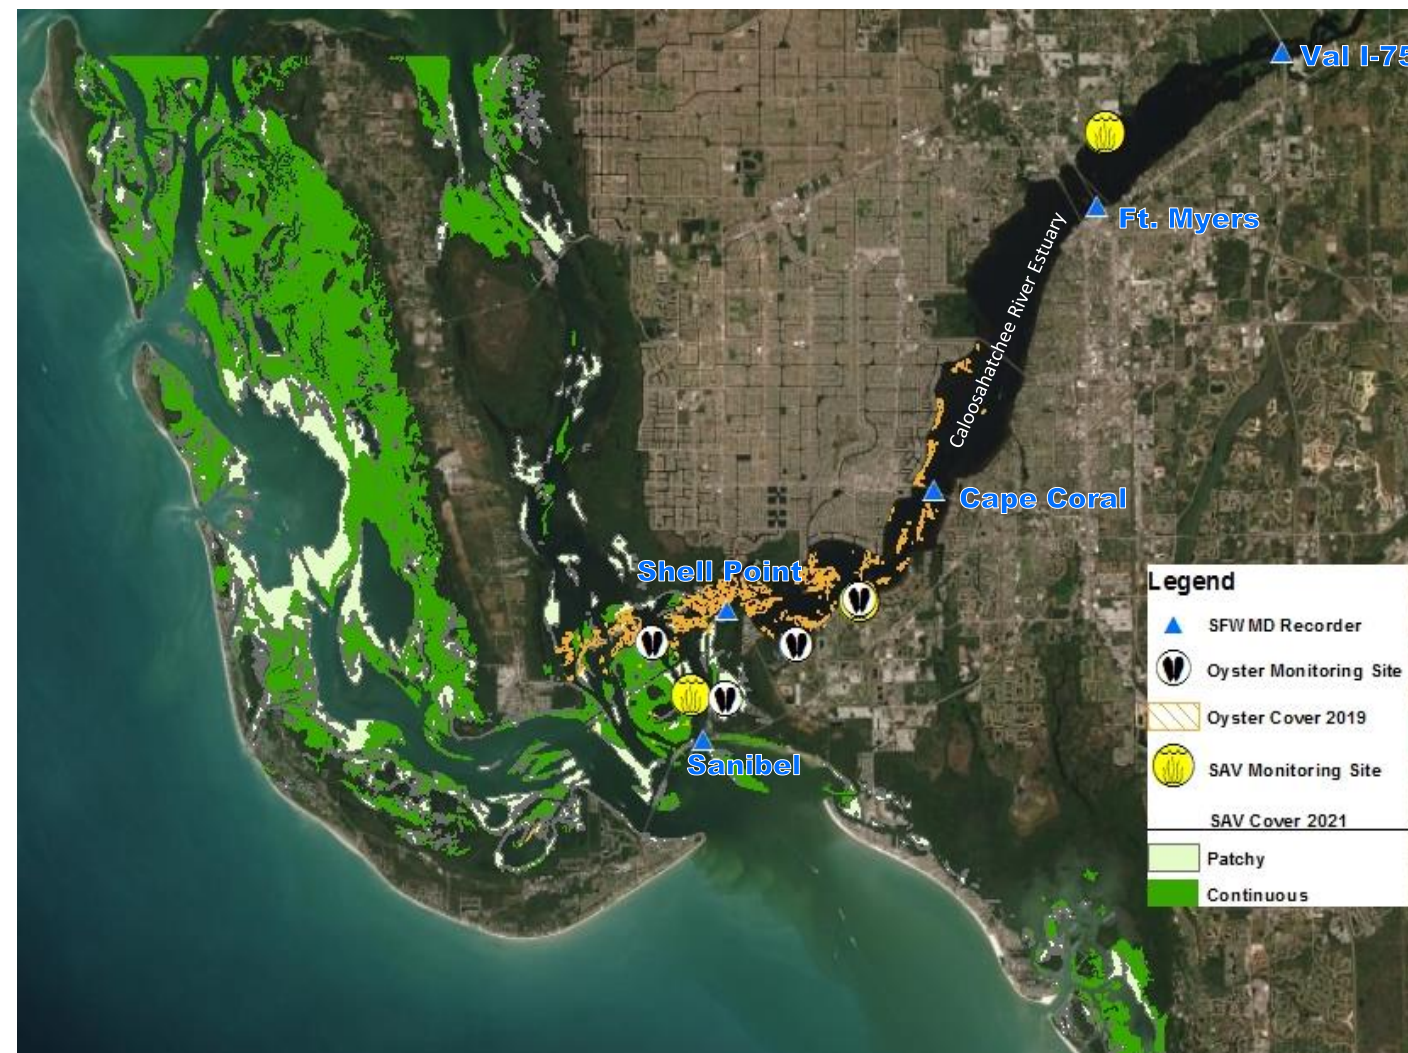 Val I-75
Ft. Myers
Caloosahatchee River Estuary
Cape Coral
Shell Point
Sanibel
Legend
SFWMD Recorder
Oyster Monitoring Site
Oyster Cover 2019
SAV Monitoring Site
SAV Cover 2021
Patchy
Continuous